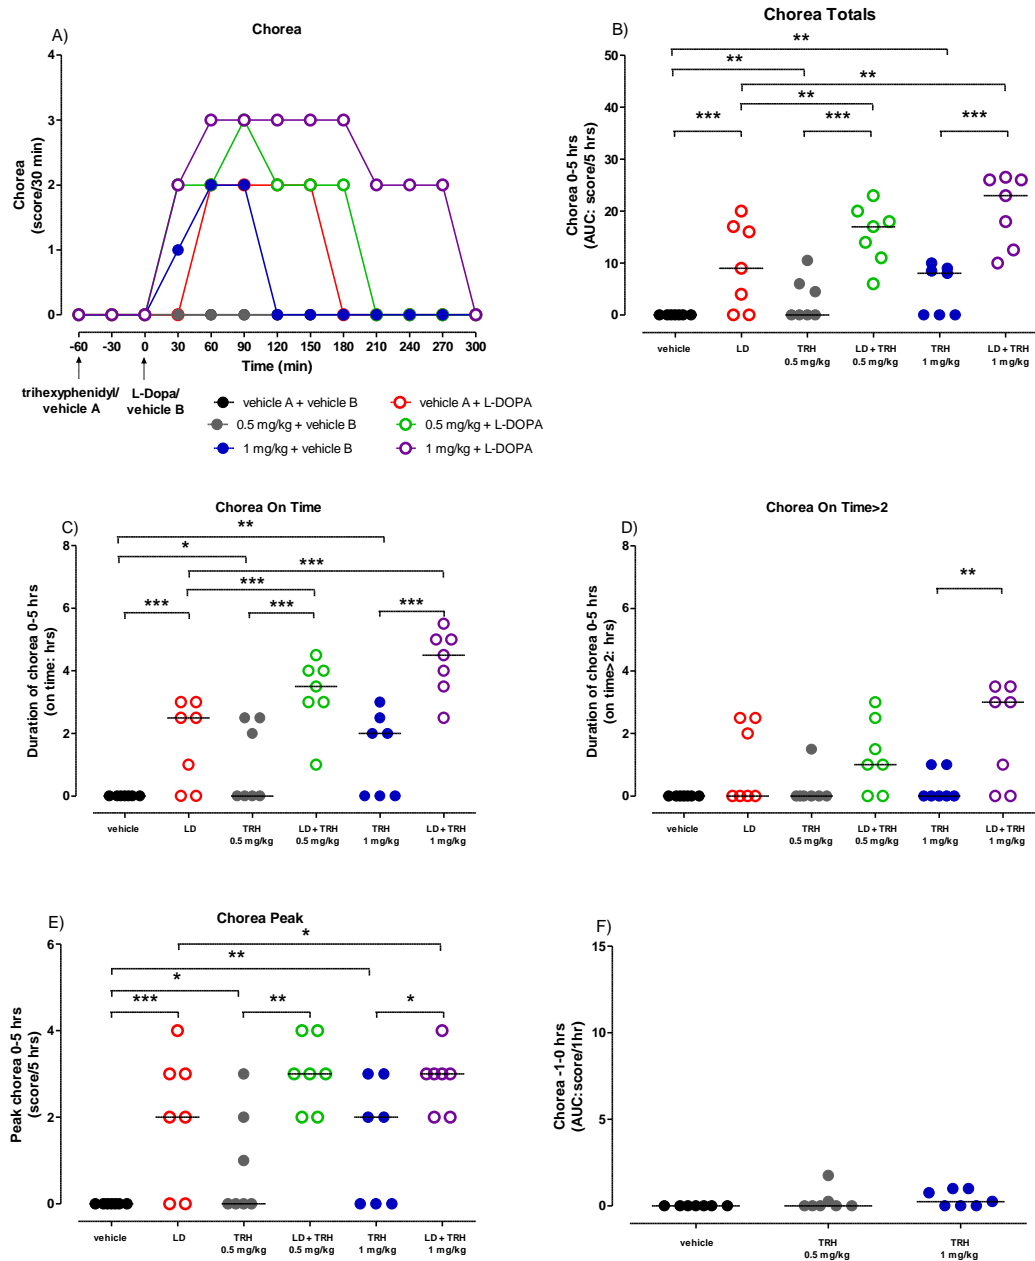 A)
Chorea
Chorea
(score/30 min)
4
3
2
1
0
-60 -30 0 30 60 90 120 150 180 210 240 270 300
Time (min)
trihexyphenidyl/
vehicle A
L-Dopa/
vehicle B
vehicle A + vehicle B
0.5 mg/kg + vehicle B
1 mg/kg + vehicle B
vehicle A + L-DOPA
0.5 mg/kg + L-DOPA
1 mg/kg + L-DOPA
B)
Chorea Totals
Chorea 0-5 hrs
(AUC: score/5 hrs)
50
40
30
20
10
0
**
**
**
**
*** *** ***
vehicle LD TRH LD + TRH TRH LD + TRH
0.5 mg/kg 0.5 mg/kg 1 mg/kg 1 mg/kg
C)
Chorea On Time
Duration of chorea 0-5 hrs
(on time: hrs)
8
6
4
2
0
**
*
***
***
*** *** ***
vehicle LD TRH LD + TRH TRH LD + TRH
0.5 mg/kg 0.5 mg/kg 1 mg/kg 1 mg/kg
D)
Chorea On Time>2
Duration of chorea 0-5 hrs
(on time>2: hrs)
8
6
4
2
0
**
vehicle LD TRH LD + TRH TRH LD + TRH
0.5 mg/kg 0.5 mg/kg 1 mg/kg 1 mg/kg
E)
Chorea Peak
Peak chorea 0-5 hrs
(score/5 hrs)
6
4
2
0
*
**
*
*** ** *
vehicle LD TRH LD + TRH TRH LD + TRH
0.5 mg/kg 0.5 mg/kg 1 mg/kg 1 mg/kg
F)
Chorea -1-0 hrs
(AUC:score/1hr)
15
10
5
0
vehicle TRH TRH
0.5 mg/kg 1 mg/kg